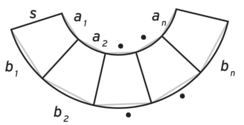 s a₁ aₙ
a₂
b₁ bₙ
b₂